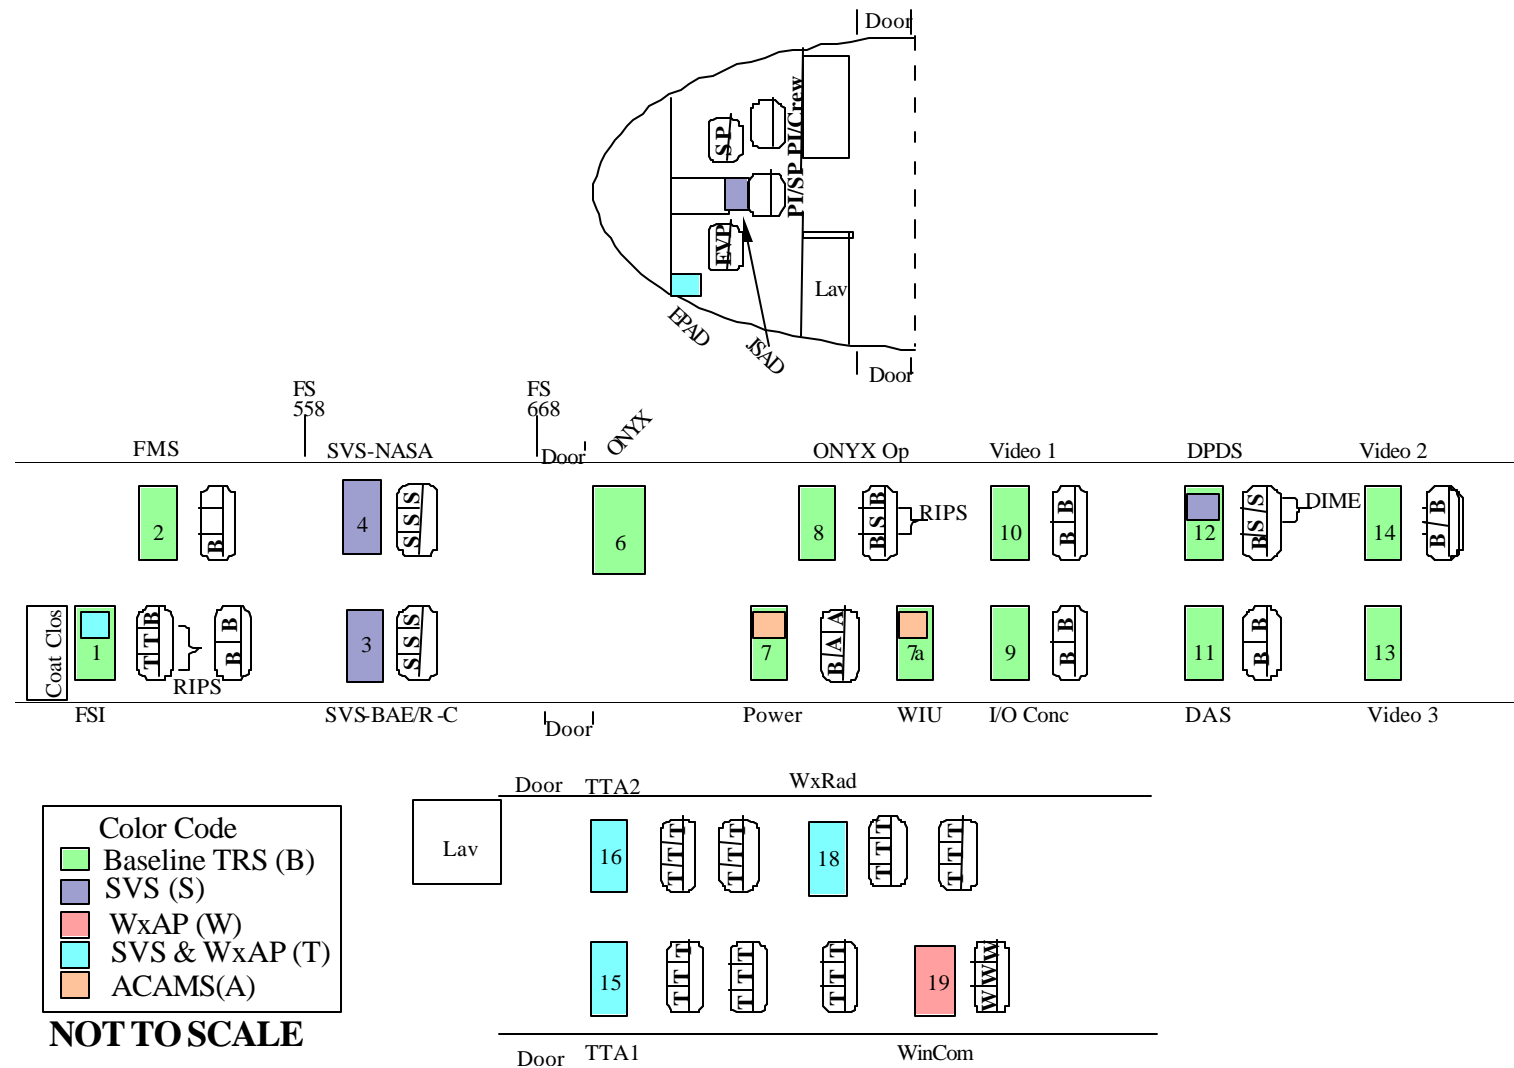 Door
PI/SP PI/Crew
S P
EVP
Lav
EPAD
JSAD
Door
FS
558
FS
668
ONYX
FMS
SVS-NASA
Door
ONYX Op
Video 1
DPDS
Video 2
2
B
4
S S S
6
8
B S B
RIPS
10
B B
12
B S S
DIME
14
B B
Coat Clos
1
T T B
RIPS
B B
3
S S S
7
B A A
7a
9
B B
11
B B
13
FSI
SVS-BAE/R-C
Door
Power
WIU
I/O Conc
DAS
Video 3
Door
TTA2
WxRad
Lav
16
T T T
T T T
18
T T T
T T T
15
T T T
T T T
T T T
19
W W W
Door
TTA1
WinCom
Color Code
Baseline TRS (B)
SVS (S)
WxAP (W)
SVS & WxAP (T)
ACAMS(A)
NOT TO SCALE